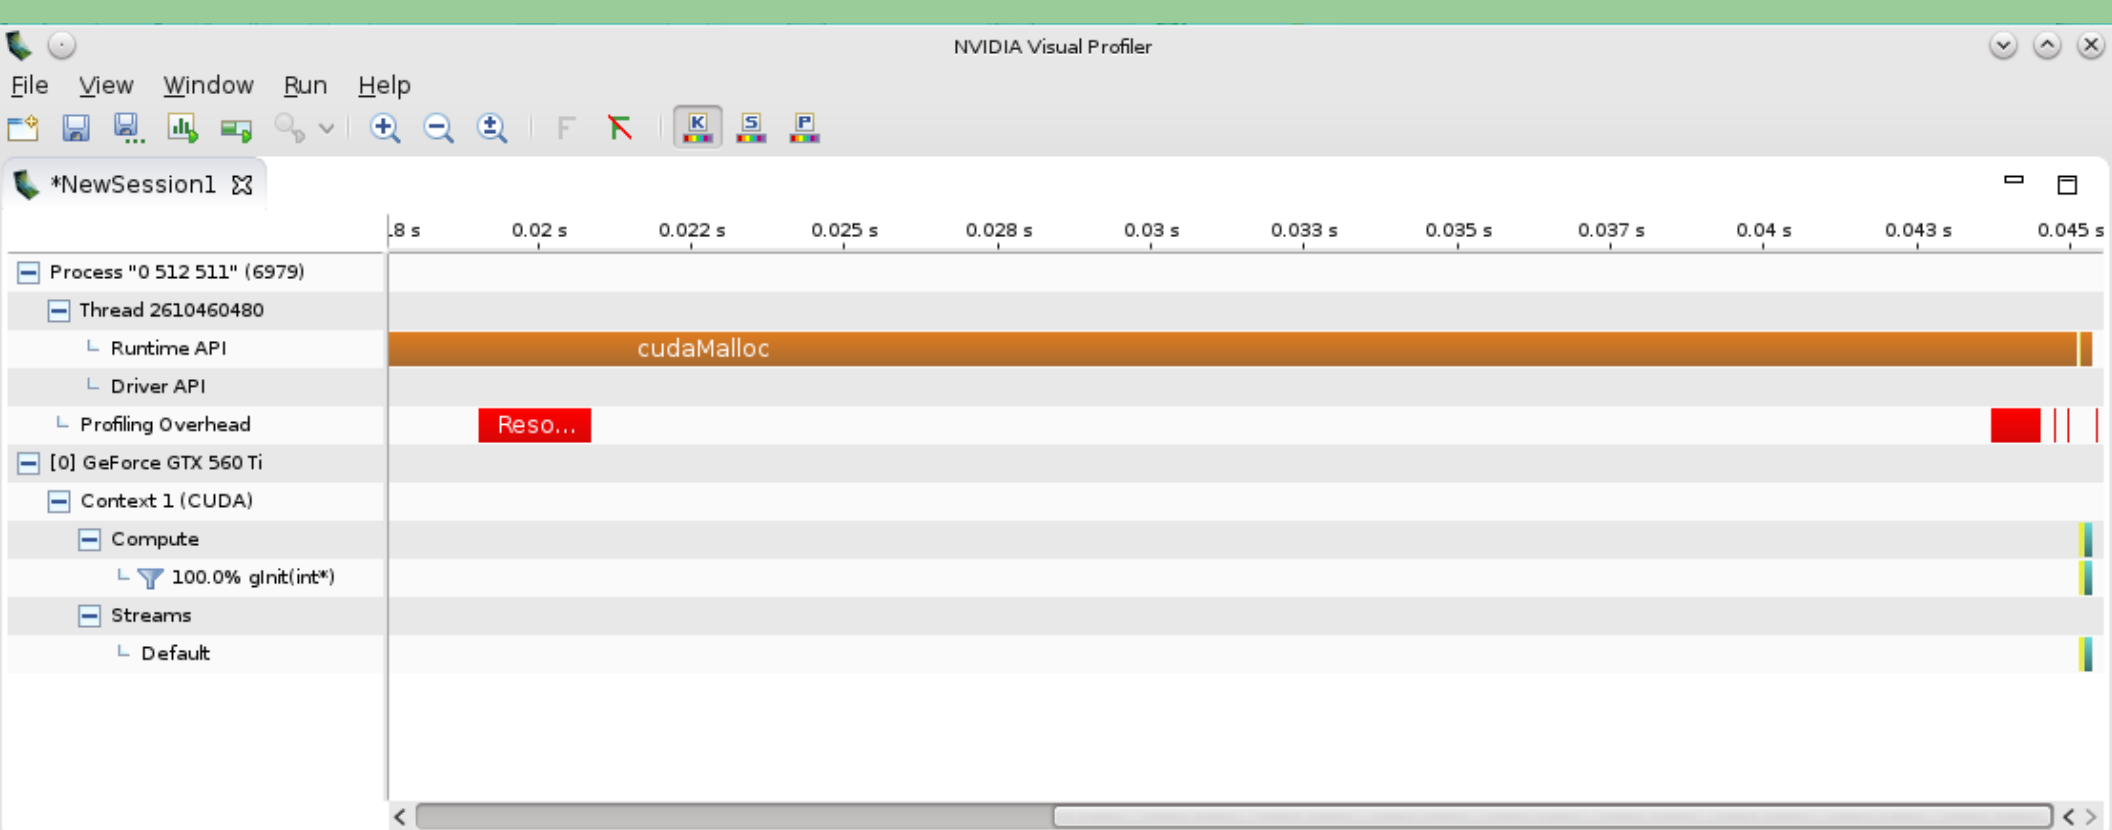 NVIDIA Visual Profiler
File View Window Run Help
F F K S P
*NewSession1
.8 s 0.02 s 0.022 s 0.025 s 0.028 s 0.03 s 0.033 s 0.035 s 0.037 s 0.04 s 0.043 s 0.045 s
Process "0 512 511" (6979)
Thread 2610460480
Runtime API cudaMalloc
Driver API
Profiling Overhead Reso...
[0] GeForce GTX 560 Ti
Context 1 (CUDA)
Compute
100.0% gInit(int*)
Streams
Default